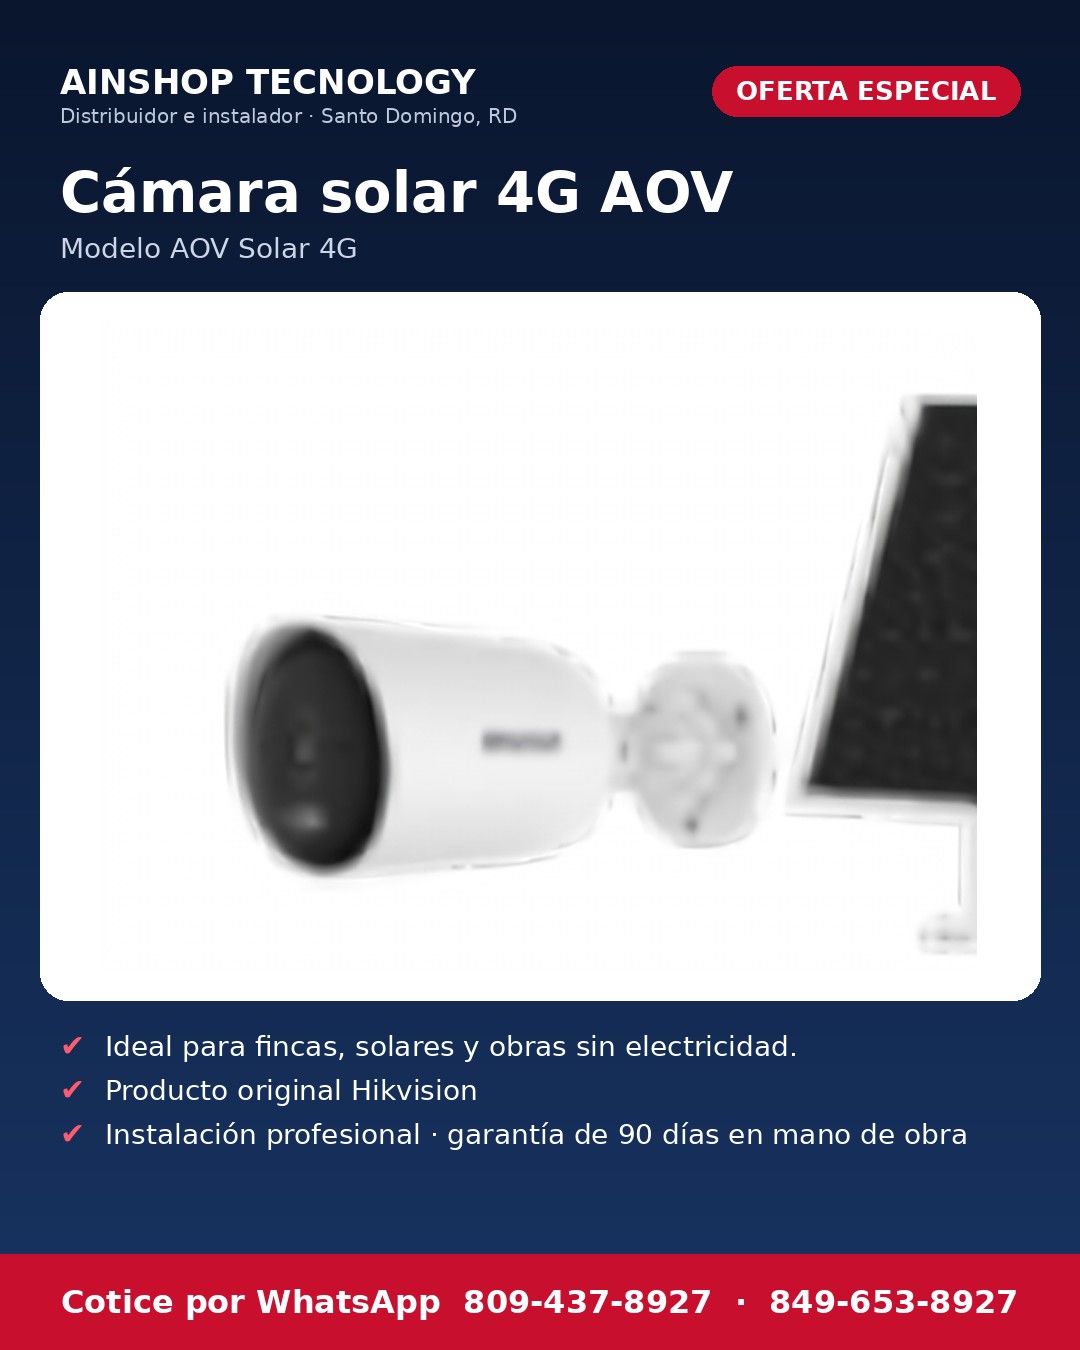 AINSHOP TECNOLOGY
OFERTA ESPECIAL
Distribuidor e instalador · Santo Domingo, RD
Cámara solar 4G AOV
Modelo AOV Solar 4G
✔ Ideal para fincas, solares y obras sin electricidad.
✔ Producto original Hikvision
✔ Instalación profesional · garantía de 90 días en mano de obra
Cotice por WhatsApp 809-437-8927 · 849-653-8927